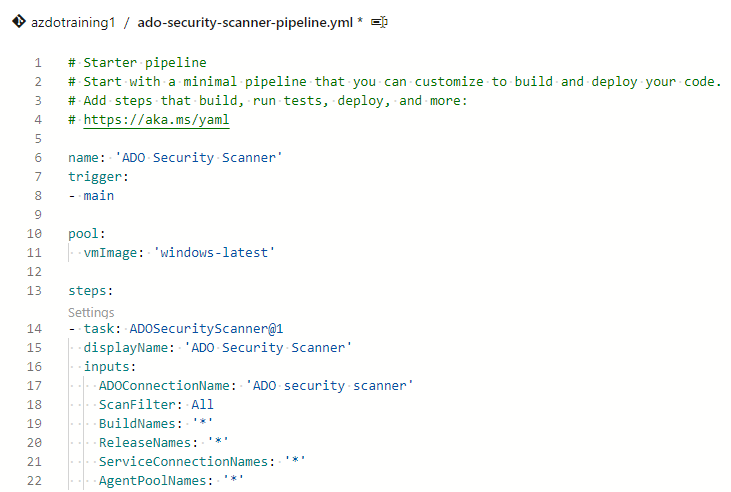 azdotraining1 / ado-security-scanner-pipeline.yml *
1 # Starter pipeline
2 # Start with a minimal pipeline that you can customize to build and deploy your code.
3 # Add steps that build, run tests, deploy, and more:
4 # https://aka.ms/yaml
5
6 name: 'ADO Security Scanner'
7 trigger:
8 - main
9
10 pool:
11   vmImage: 'windows-latest'
12
13 steps:
Settings
14 - task: ADOSecurityScanner@1
15   displayName: 'ADO Security Scanner'
16   inputs:
17     ADOConnectionName: 'ADO security scanner'
18     ScanFilter: All
19     BuildNames: '*'
20     ReleaseNames: '*'
21     ServiceConnectionNames: '*'
22     AgentPoolNames: '*'